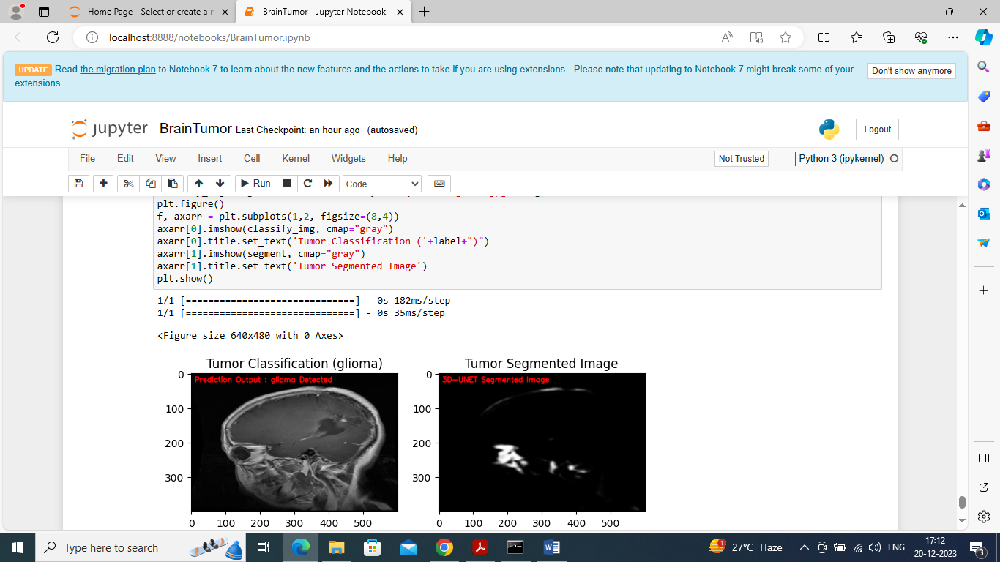 Home Page - Select or create a n
BrainTumor - Jupyter Notebook
localhost:8888/notebooks/BrainTumor.ipynb
UPDATE Read the migration plan to Notebook 7 to learn about the new features and the actions to take if you are using extensions - Please note that updating to Notebook 7 might break some of your
extensions.
Don't show anymore
jupyter BrainTumor Last Checkpoint: an hour ago (autosaved)
Logout
File Edit View Insert Cell Kernel Widgets Help
Not Trusted
Python 3 (ipykernel)
Run
Code
plt.figure()
f, axarr = plt.subplots(1,2, figsize=(8,4))
axarr[0].imshow(classify_img, cmap="gray")
axarr[0].title.set_text('Tumor Classification ('+label+")")
axarr[1].imshow(segment, cmap="gray")
axarr[1].title.set_text('Tumor Segmented Image')
plt.show()
1/1 [==============================] - 0s 182ms/step
1/1 [==============================] - 0s 35ms/step
<Figure size 640x480 with 0 Axes>
Tumor Classification (glioma)
Prediction Output : glioma Detected
0
100
200
300
0 100 200 300 400 500
Tumor Segmented Image
3D-UNET Segmented Image
0
100
200
300
0 100 200 300 400 500
Type here to search
1
27°C Haze
ENG
17:12
20-12-2023
3